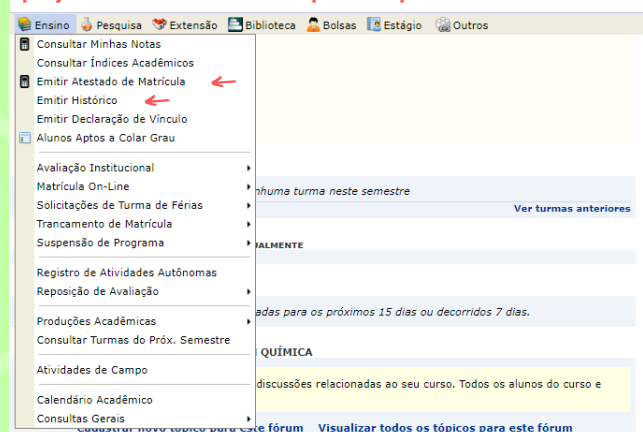 Ensino Pesquisa Extensão Biblioteca Bolsas Estágio Outros
Consultar Minhas Notas
Consultar Índices Acadêmicos
Emitir Atestado de Matrícula
Emitir Histórico
Emitir Declaração de Vínculo
Alunos Aptos a Colar Grau
Avaliação Institucional
Matrícula On-Line
Solicitações de Turma de Férias
Trancamento de Matrícula
Suspensão de Programa
Registro de Atividades Autônomas
Reposição de Avaliação
Produções Acadêmicas
Consultar Turmas do Próx. Semestre
Atividades de Campo
Calendário Acadêmico
Consultas Gerais
turma neste semestre
Ver turmas anteriores
para os próximos 15 dias ou decorridos 7 dias.
QUÍMICA
discussões relacionadas ao seu curso. Todos os alunos do curso e
novo tópico para este fórum Visualizar todos os tópicos para este fórum